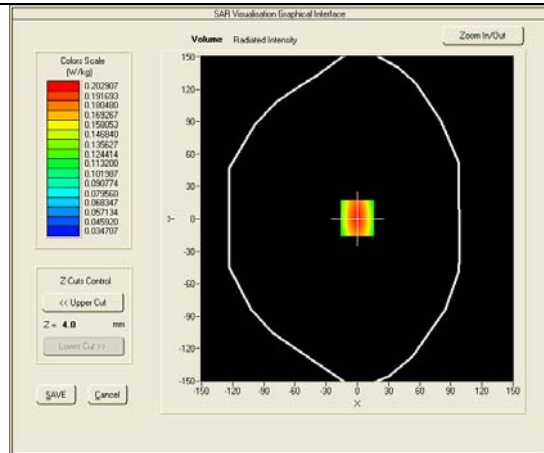 SAR Visualisation Graphical Interface
Volume Radiated Intensity
Zoom In/Out
Colors Scale
(W/kg)
0.202907
0.191693
0.180480
0.169267
0.158053
0.146840
0.135627
0.124414
0.113200
0.101987
0.090774
0.079560
0.068347
0.057134
0.045920
0.034707
Z Cuts Control
<< Upper Cut
Z = 4.0 mm
Lower Cut >>
SAVE
Cancel
150
120
90
60
30
0
-30
-60
-90
-120
-150
Y
-150 -120 -90 -60 -30 0 30 60 90 120 150
X